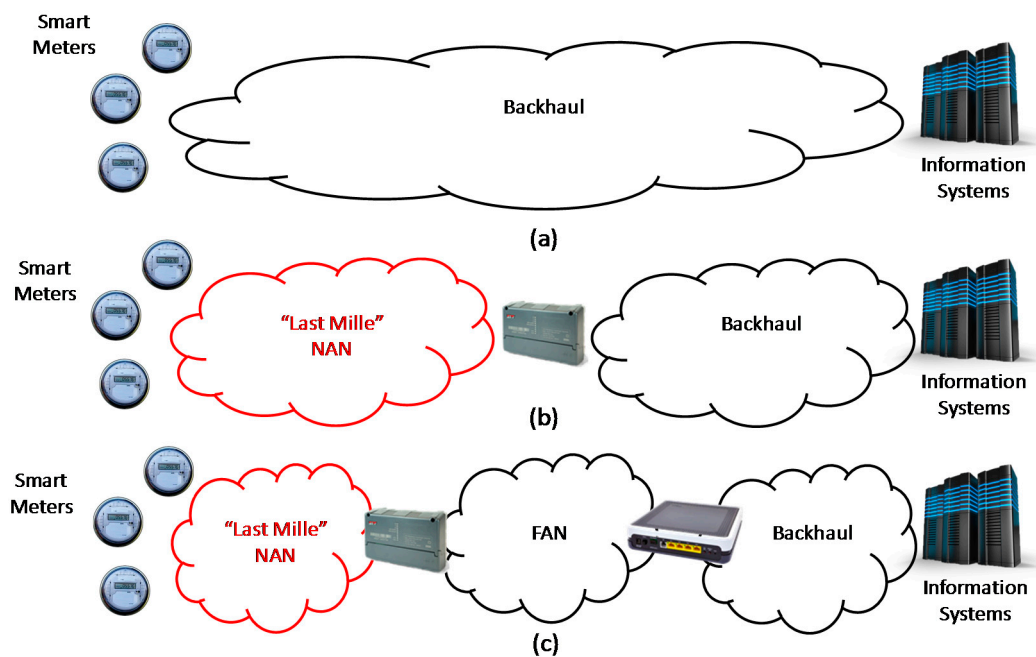 Smart
Meters
Backhaul
Information
Systems
(a)
Smart
Meters
“Last Mille”
NAN
Backhaul
Information
Systems
(b)
Smart
Meters
“Last Mille”
NAN
FAN
Backhaul
Information
Systems
(c)